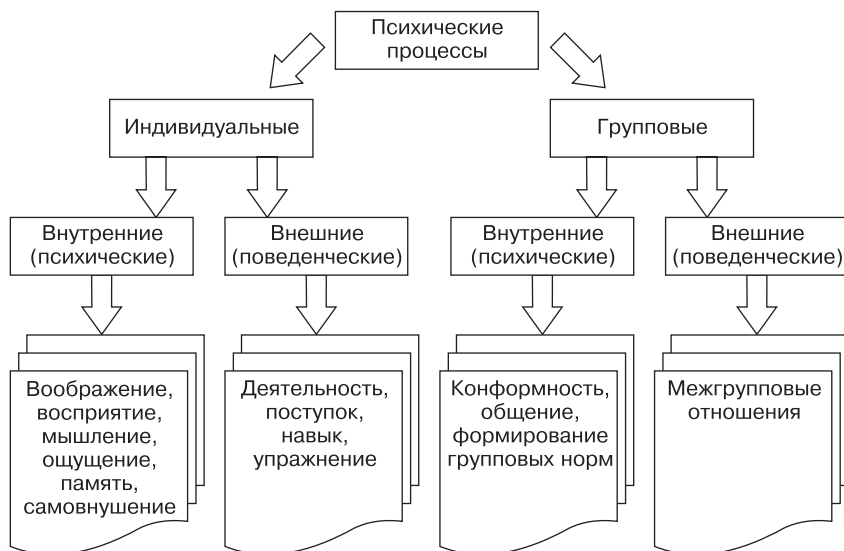 Психические
процессы
Индивидуальные
Групповые
Внутренние
(психические)
Внешние
(поведенческие)
Внутренние
(психические)
Внешние
(поведенческие)
Воображение,
восприятие,
мышление,
ощущение,
память,
самовнушение
Деятельность,
поступок,
навык,
упражнение
Конформность,
общение,
формирование
групповых норм
Межгрупповые
отношения